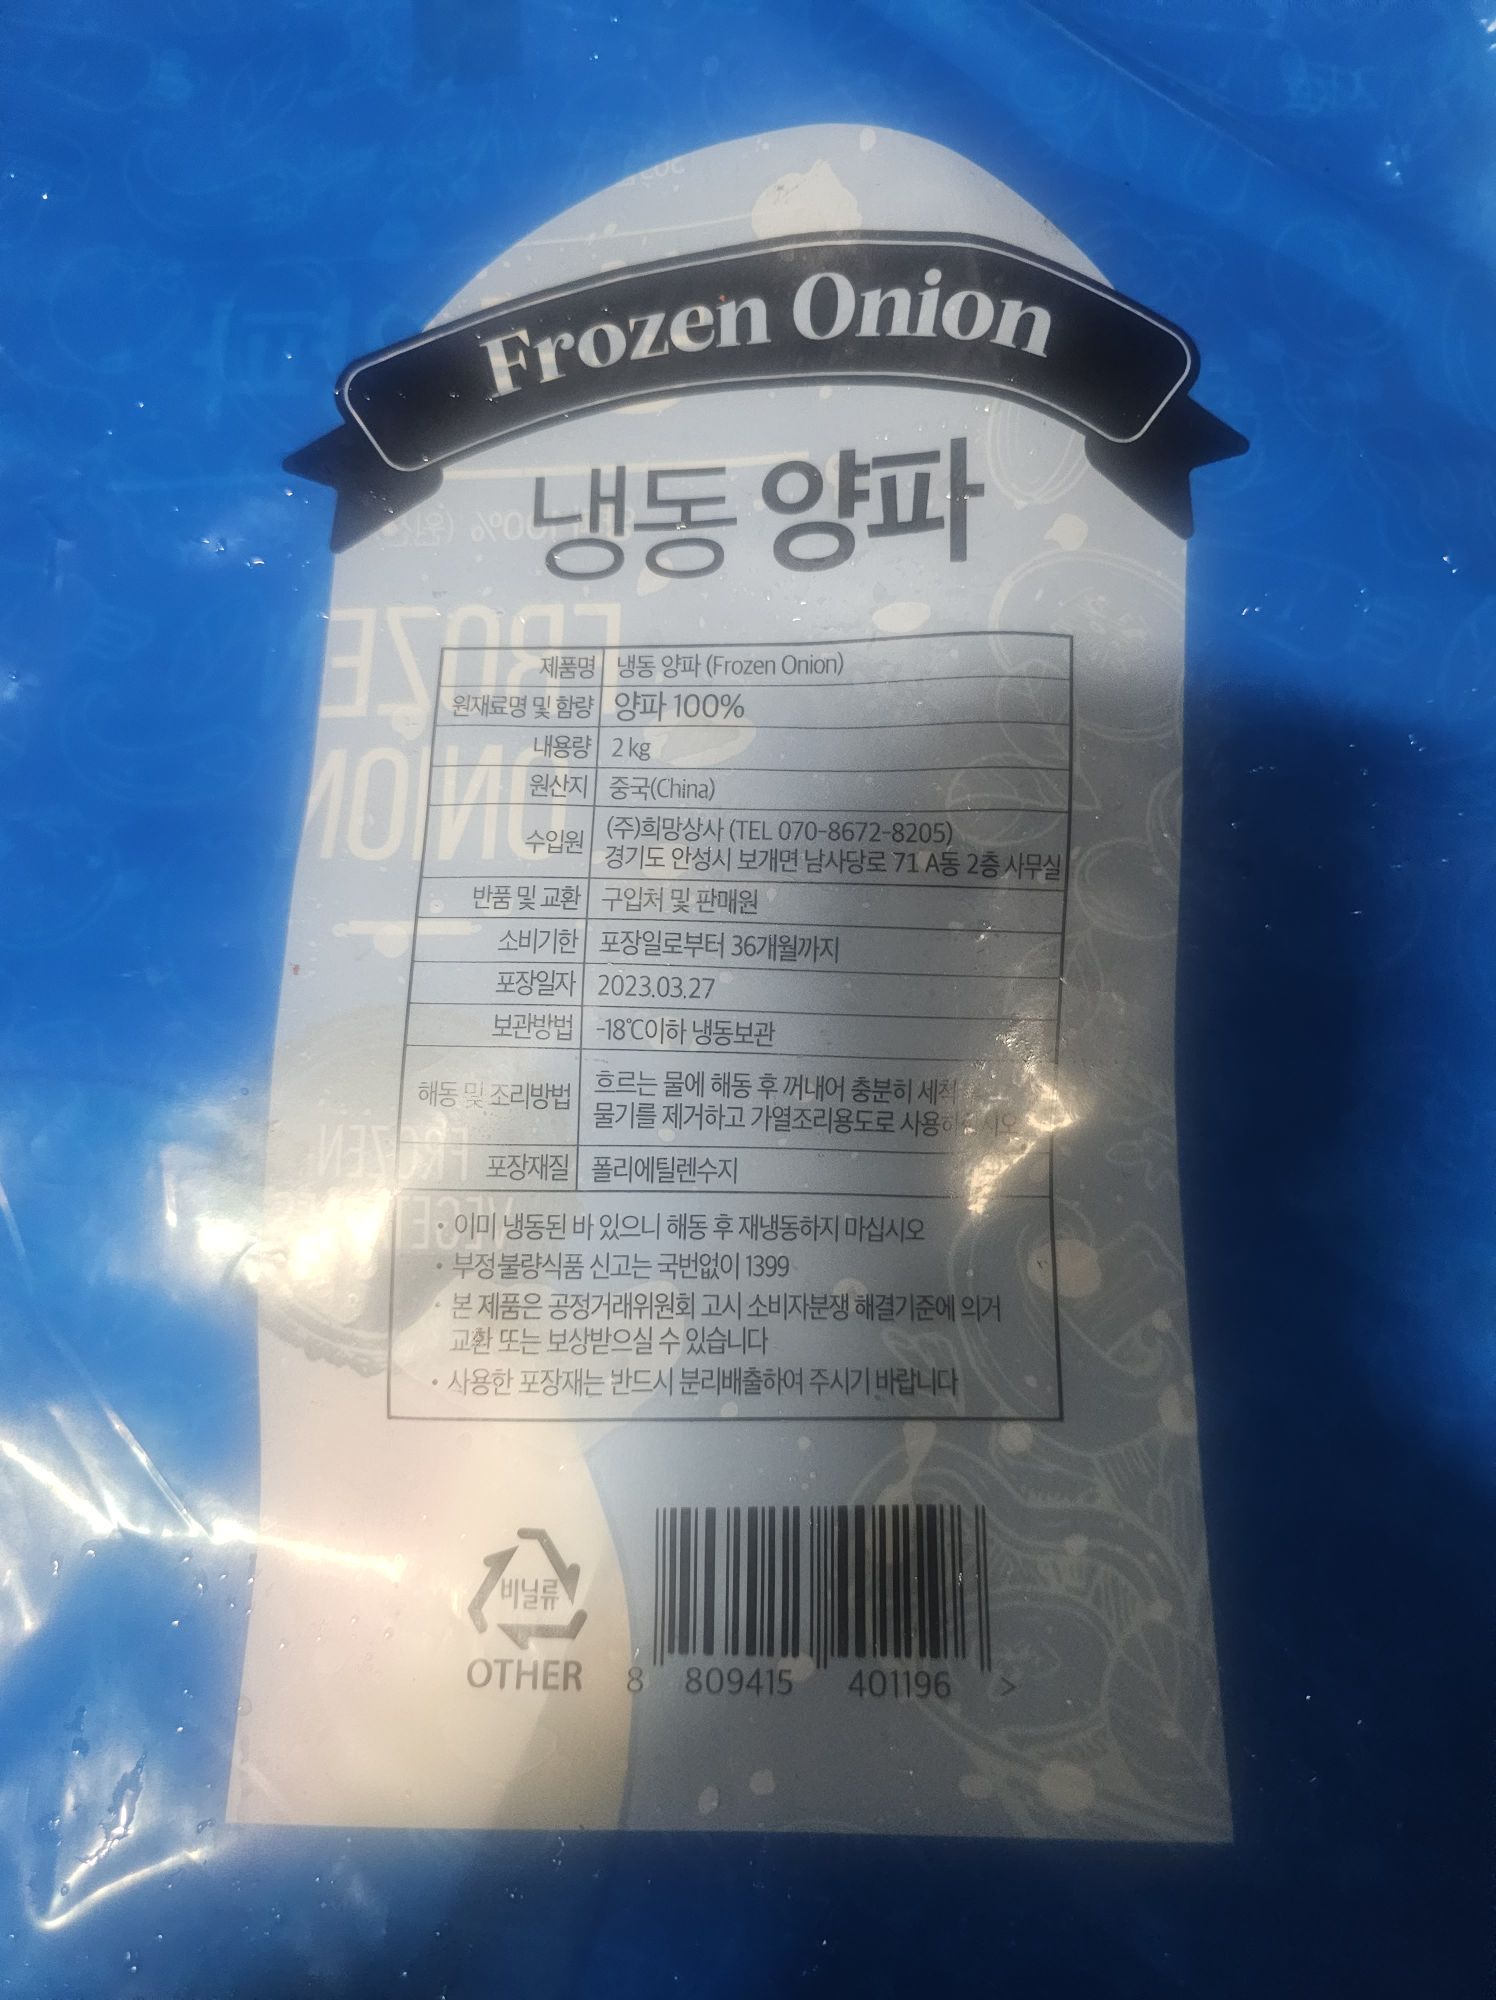 Frozen Onion
냉동 양파
제품명 냉동 양파 (Frozen Onion)
원재료명 및 함량 양파 100%
내용량 2 kg
원산지 중국(China)
수입원 (주)희망상사 (TEL 070-8672-8205)
경기도 안성시 보개면 남사당로 71 A동 2층 사무실
반품 및 교환 구입처 및 판매원
소비기한 포장일로부터 36개월까지
포장일자 2023.03.27
보관방법 -18℃이하 냉동보관
해동 및 조리방법 흐르는 물에 해동 후 꺼내어 충분히 세척
물기를 제거하고 가열조리용도로
포장재질 폴리에틸렌수지
• 이미 냉동된 바 있으니 해동 후 재냉동하지 마십시오
• 부정·불량식품 신고는 국번없이 1399
• 본 제품은 공정거래위원회 고시 소비자분쟁 해결기준에 의거
교환 또는 보상받으실 수 있습니다
• 사용한 포장재는 반드시 분리배출하여 주시기 바랍니다
비닐류
OTHER
8 809415 401196 >
FROZEN
ONION
FROZEN